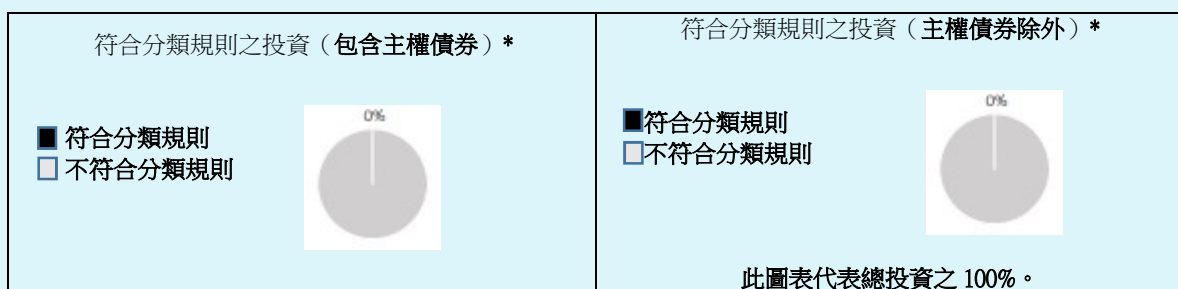 符合分類規則之投資（包含主權債券）*
■ 符合分類規則
□ 不符合分類規則
0%
符合分類規則之投資（主權債券除外）*
■符合分類規則
□不符合分類規則
0%
此圖表代表總投資之 100%。